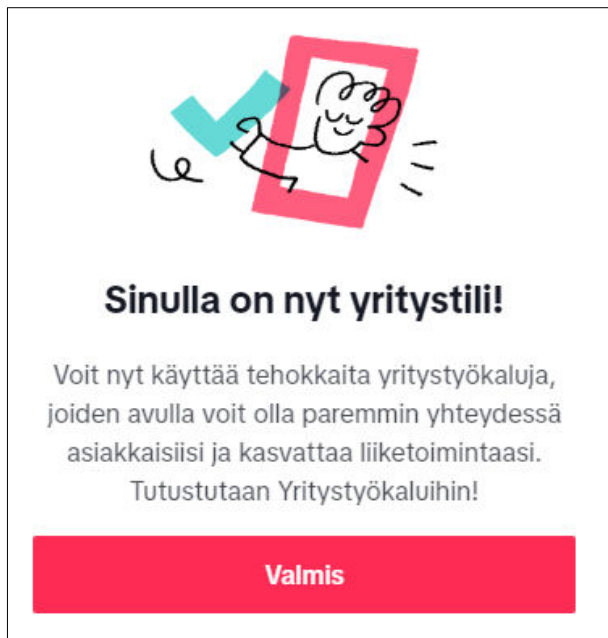 Sinulla on nyt yritystili!
Voit nyt käyttää tehokkaita yritystyökaluja,
joiden avulla voit olla paremmin yhteydessä
asiakkaisiisi ja kasvattaa liiketoimintaasi.
Tutustutaan Yritystyökaluihin!
Valmis